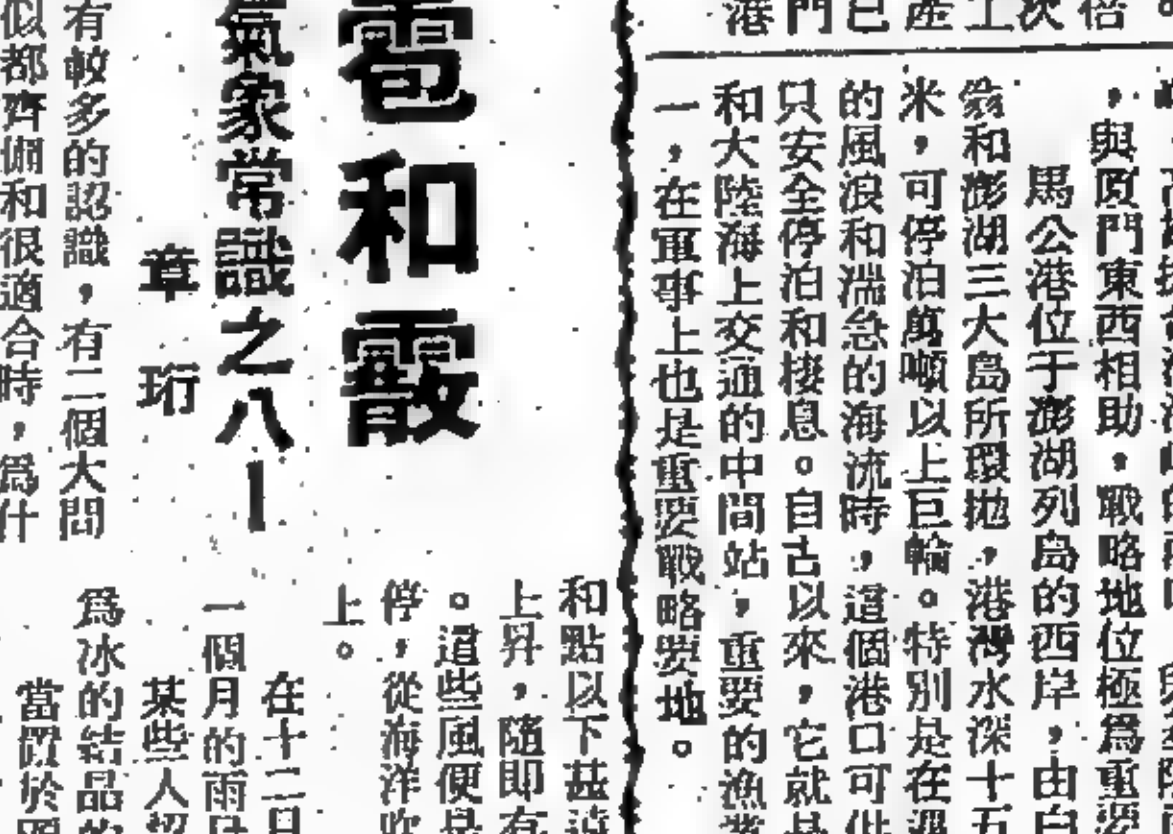 港門已產工次倍
，與厦門東西相助，戰略地位極爲重要
馬公港位于澎湖列島的西岸，由白
翁和澎湖三大島所環拋，港灣水深十五
米，可停泊萬噸以上巨輪。特別是在遇
的風浪和湍急的海流時，這個港口可供
只安全停泊和棲息。自古以來，它就是
和大陸海上交通的中間站，重要的漁業
一，在軍事上也是重要戰略要地。
雹和霰
氣象常識之八—
章珩
和點以下甚遠
上昇，隨即有
。這些風便是
停，從海洋吹
上。
在十二月
一個月的雨
某些人認
爲冰的結晶的
當置於
有較多的認識，有二個大問
似都齊備和很適合時，爲什